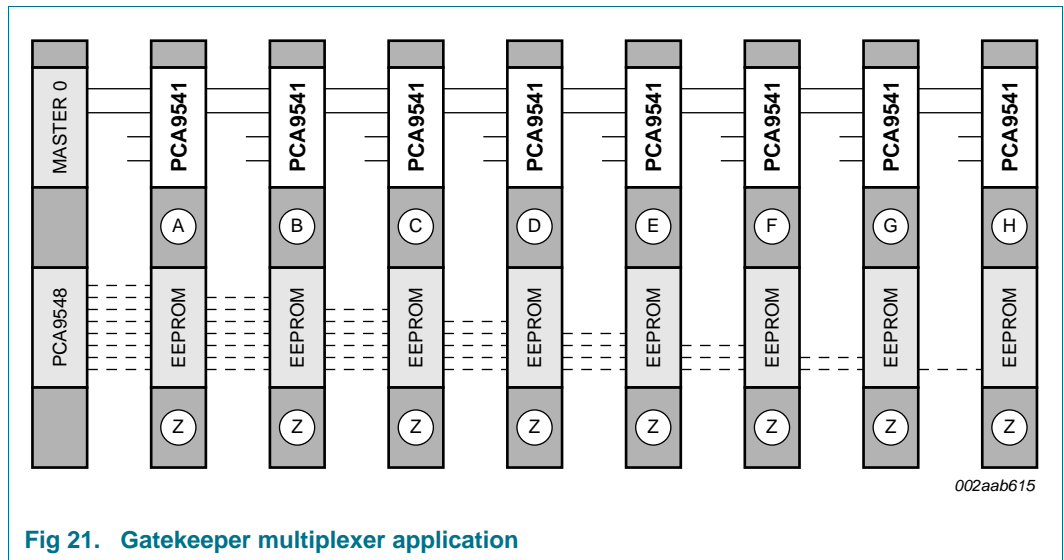 MASTER 0
PCA9541
PCA9541
PCA9541
PCA9541
PCA9541
PCA9541
PCA9541
PCA9541
A
B
C
D
E
F
G
H
PCA9548
EEPROM
EEPROM
EEPROM
EEPROM
EEPROM
EEPROM
EEPROM
EEPROM
Z
Z
Z
Z
Z
Z
Z
Z
002aab615
Fig 21. Gatekeeper multiplexer application